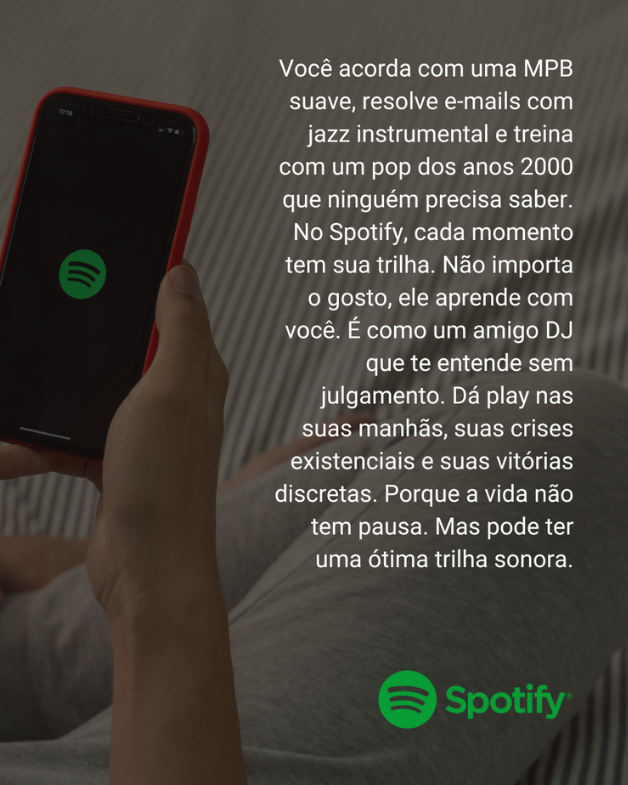 17:18
Você acorda com uma MPB
suave, resolve e-mails com
jazz instrumental e treina
com um pop dos anos 2000
que ninguém precisa saber.
No Spotify, cada momento
tem sua trilha. Não importa
o gosto, ele aprende com
você. É como um amigo DJ
que te entende sem
julgamento. Dá play nas
suas manhãs, suas crises
existenciais e suas vitórias
discretas. Porque a vida não
tem pausa. Mas pode ter
uma ótima trilha sonora.
Spotify®